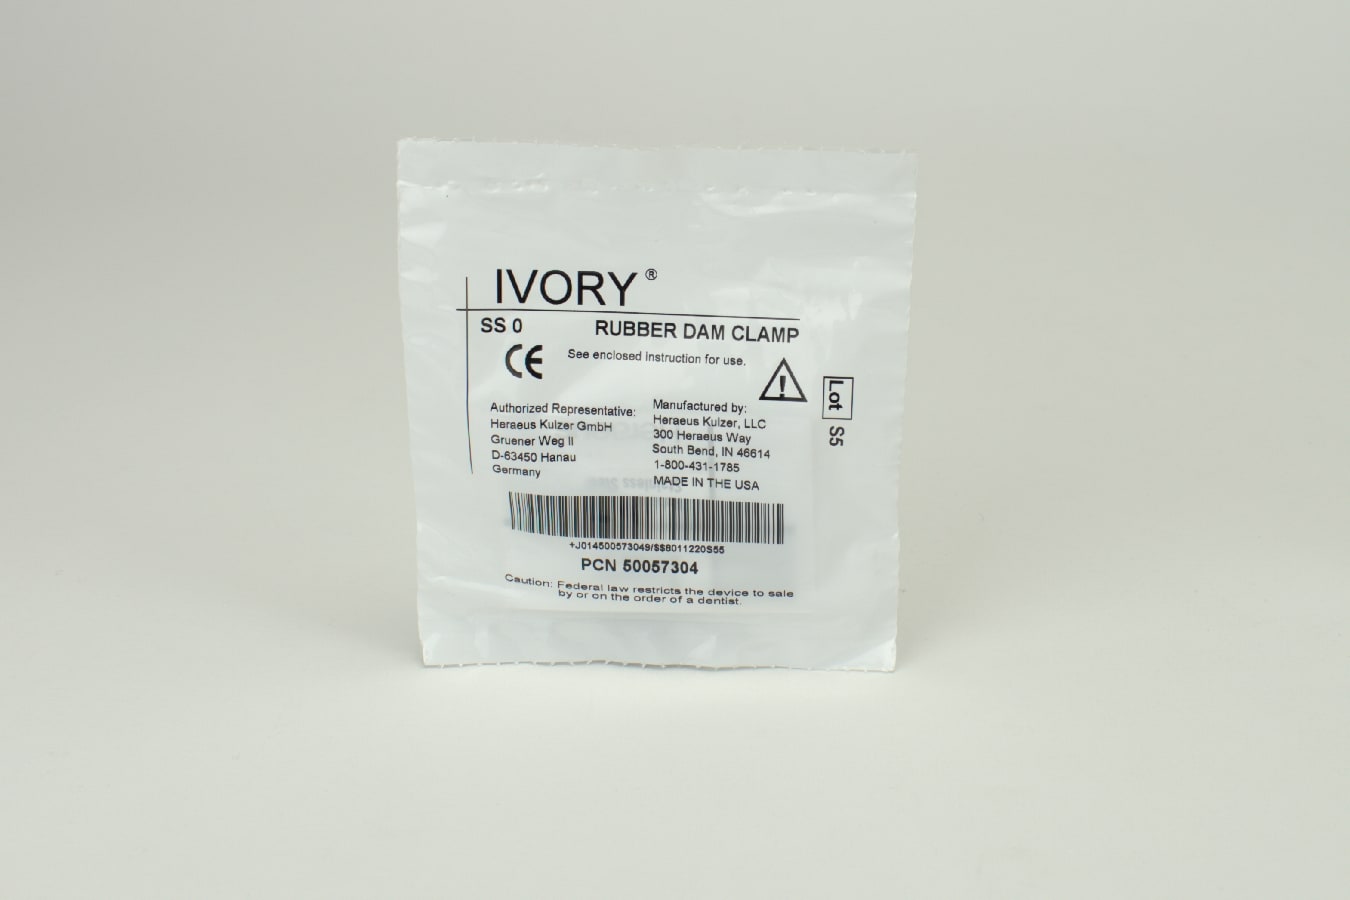 IVORY ®
SS 0 RUBBER DAM CLAMP
CE See enclosed instruction for use.
Authorized Representative:
Heraeus Kulzer GmbH
Gruener Weg II
D-63450 Hanau
Germany
Manufactured by:
Heraeus Kulzer, LLC
300 Heraeus Way
South Bend, IN 46614
1-800-431-1785
MADE IN THE USA
Lot S5
+J014500573049/$$8011220S55
PCN 50057304
Caution: Federal law restricts the device to sale
by or on the order of a dentist.